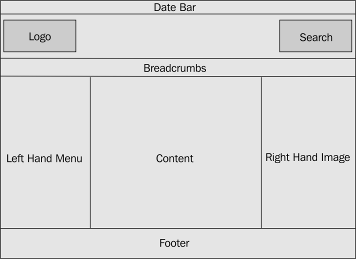 Date Bar
Logo
Search
Breadcrumbs
Left Hand Menu
Content
Right Hand Image
Footer